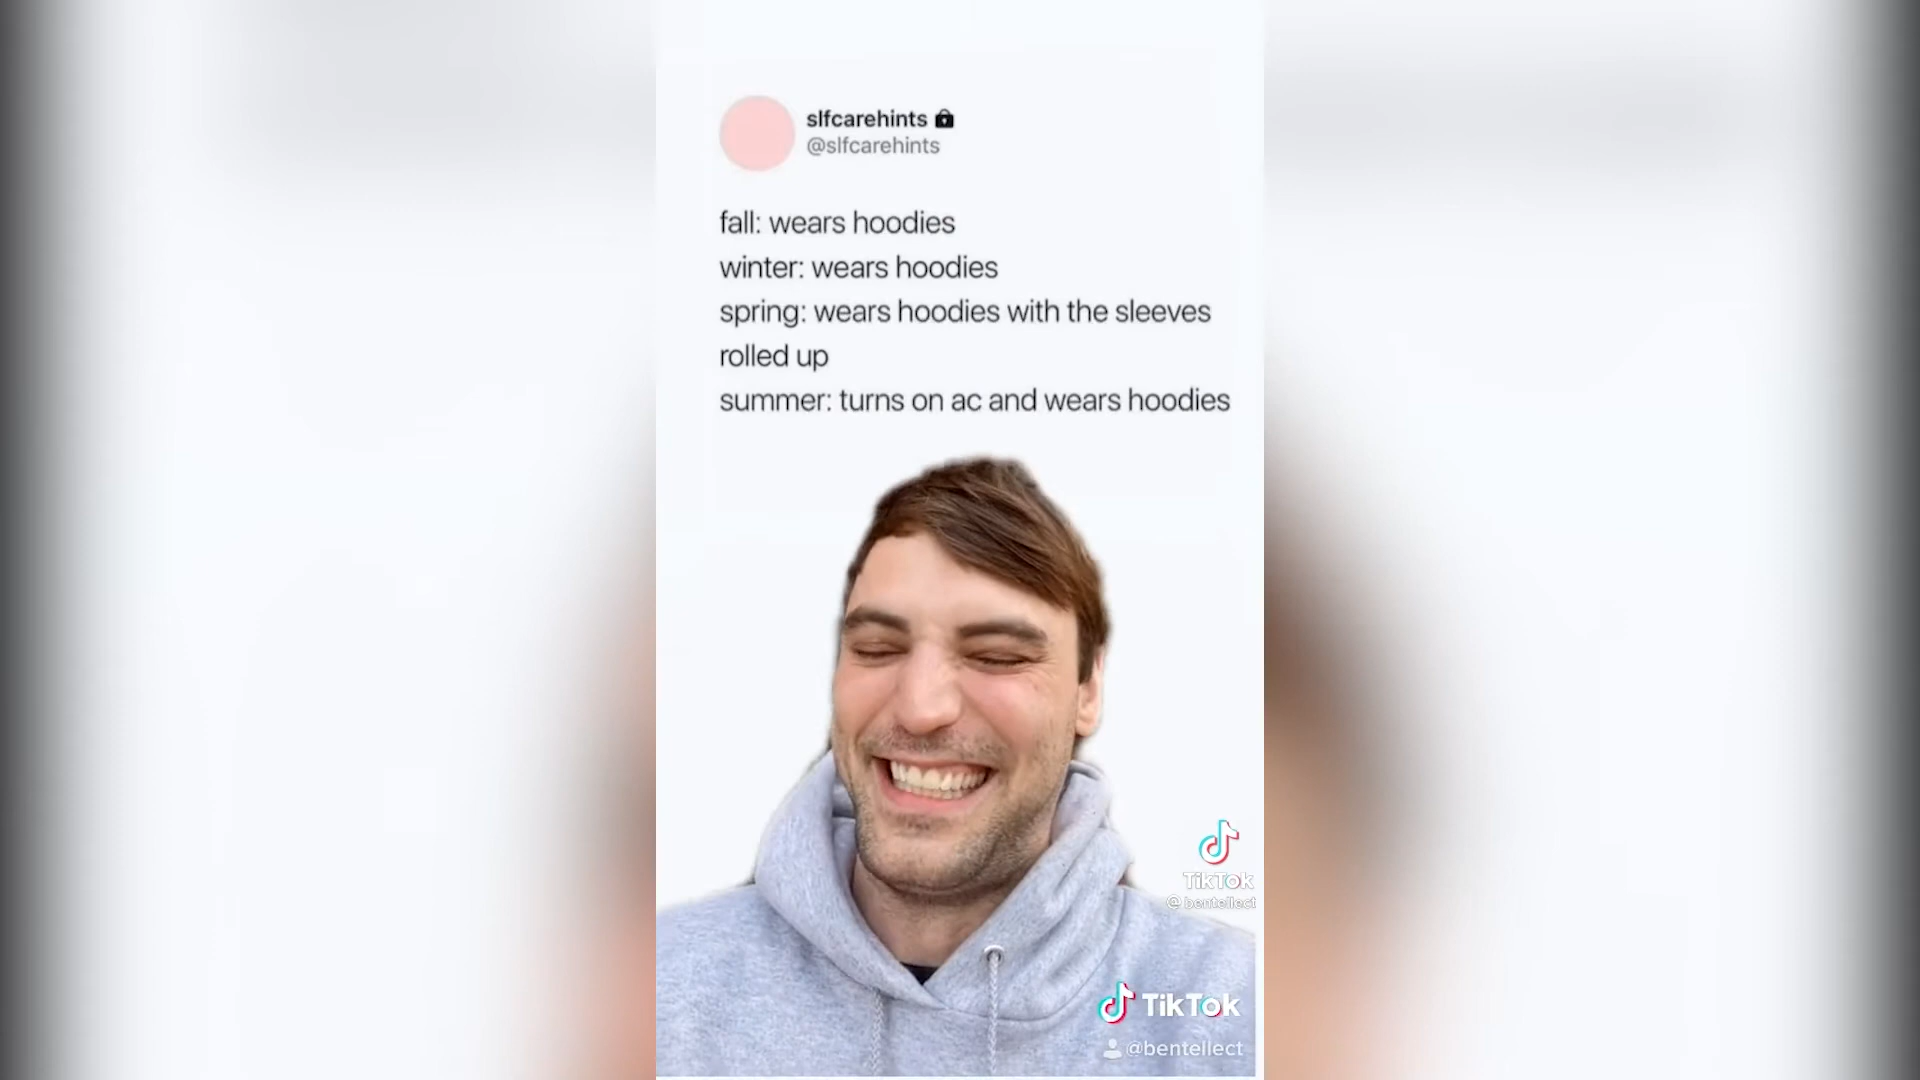 slfcarehints
@slfcarehints
fall: wears hoodies
winter: wears hoodies
spring: wears hoodies with the sleeves
rolled up
summer: turns on ac and wears hoodies
TikTok
@bentellect
TikTok
@bentellect